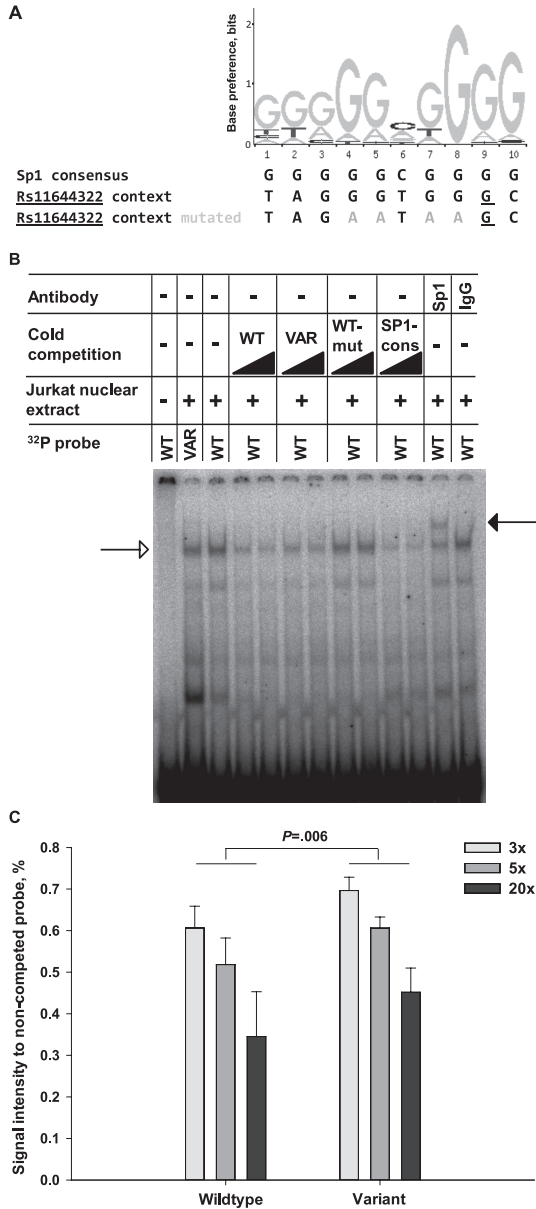 A
Base preference, bits
2
1
0
G G G G G G G G G
1 2 3 4 5 6 7 8 9 10
Sp1 consensus G G G G G C G G G G
Rs11644322 context T A G G G T G G G C
Rs11644322 context mutated T A G A A T A A G C
B
Antibody - - - - - - - Sp1 IgG
Cold competition - - - WT VAR WT-mut SP1-cons - -
Jurkat nuclear extract - + + + + + + + +
32P probe WT VAR WT WT WT WT WT WT WT WT WT WT WT
C
Signal intensity to non-competed probe, %
0.8
0.7
0.6
0.5
0.4
0.3
0.2
0.1
0.0
P=.006
3x
5x
20x
Wildtype Variant